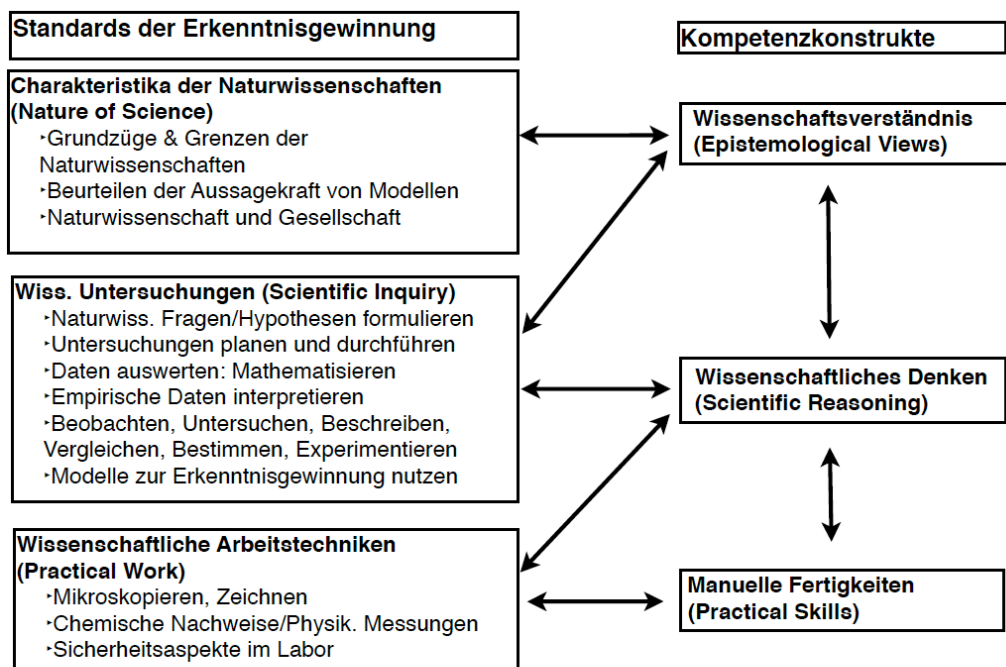 Standards der Erkenntnisgewinnung
Charakteristika der Naturwissenschaften
(Nature of Science)
‣Grundzüge & Grenzen der
Naturwissenschaften
‣Beurteilen der Aussagekraft von Modellen
‣Naturwissenschaft und Gesellschaft
Wiss. Untersuchungen (Scientific Inquiry)
‣Naturwiss. Fragen/Hypothesen formulieren
‣Untersuchungen planen und durchführen
‣Daten auswerten: Mathematisieren
‣Empirische Daten interpretieren
‣Beobachten, Untersuchen, Beschreiben,
Vergleichen, Bestimmen, Experimentieren
‣Modelle zur Erkenntnisgewinnung nutzen
Wissenschaftliche Arbeitstechniken
(Practical Work)
‣Mikroskopieren, Zeichnen
‣Chemische Nachweise/Physik. Messungen
‣Sicherheitsaspekte im Labor
Kompetenzkonstrukte
Wissenschaftsverständnis
(Epistemological Views)
Wissenschaftliches Denken
(Scientific Reasoning)
Manuelle Fertigkeiten
(Practical Skills)